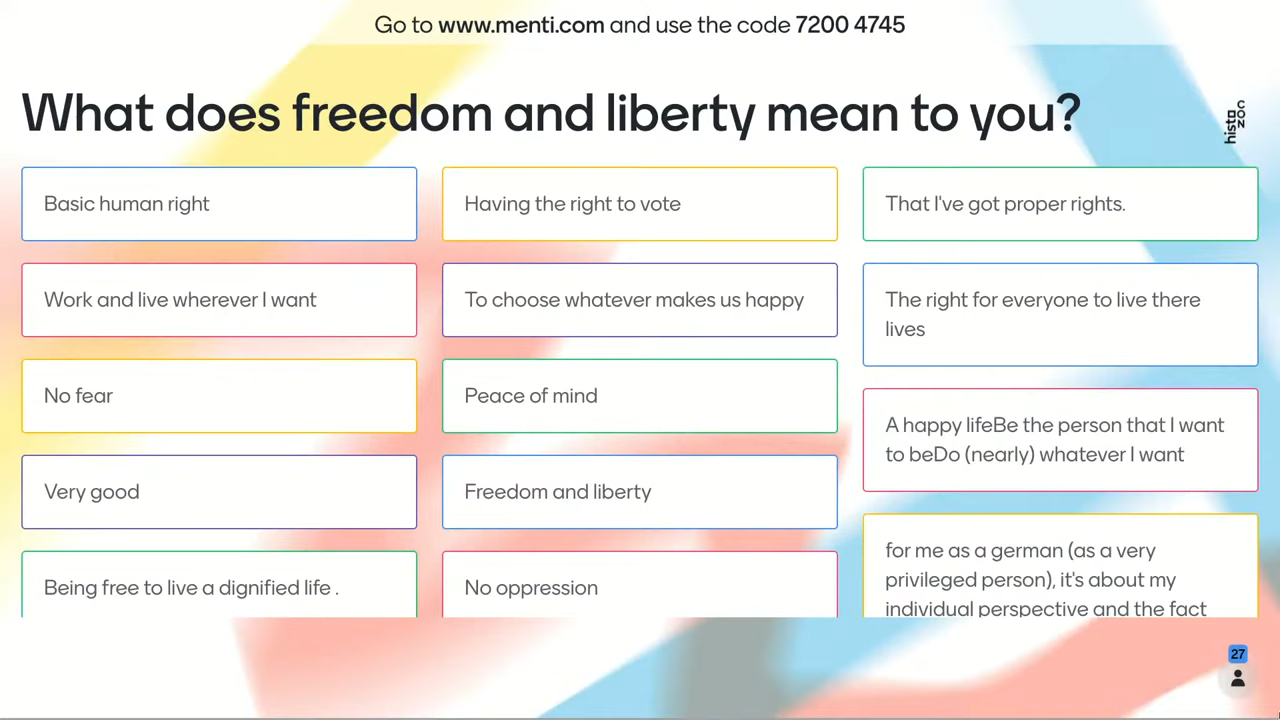 Go to www.menti.com and use the code 7200 4745
What does freedom and liberty mean to you?
histo
zoc
Basic human right
Having the right to vote
That I've got proper rights.
Work and live wherever I want
To choose whatever makes us happy
The right for everyone to live there
lives
No fear
Peace of mind
A happy lifeBe the person that I want
to beDo (nearly) whatever I want
Very good
Freedom and liberty
for me as a german (as a very
privileged person), it's about my
individual perspective and the fact
Being free to live a dignified life .
No oppression
27